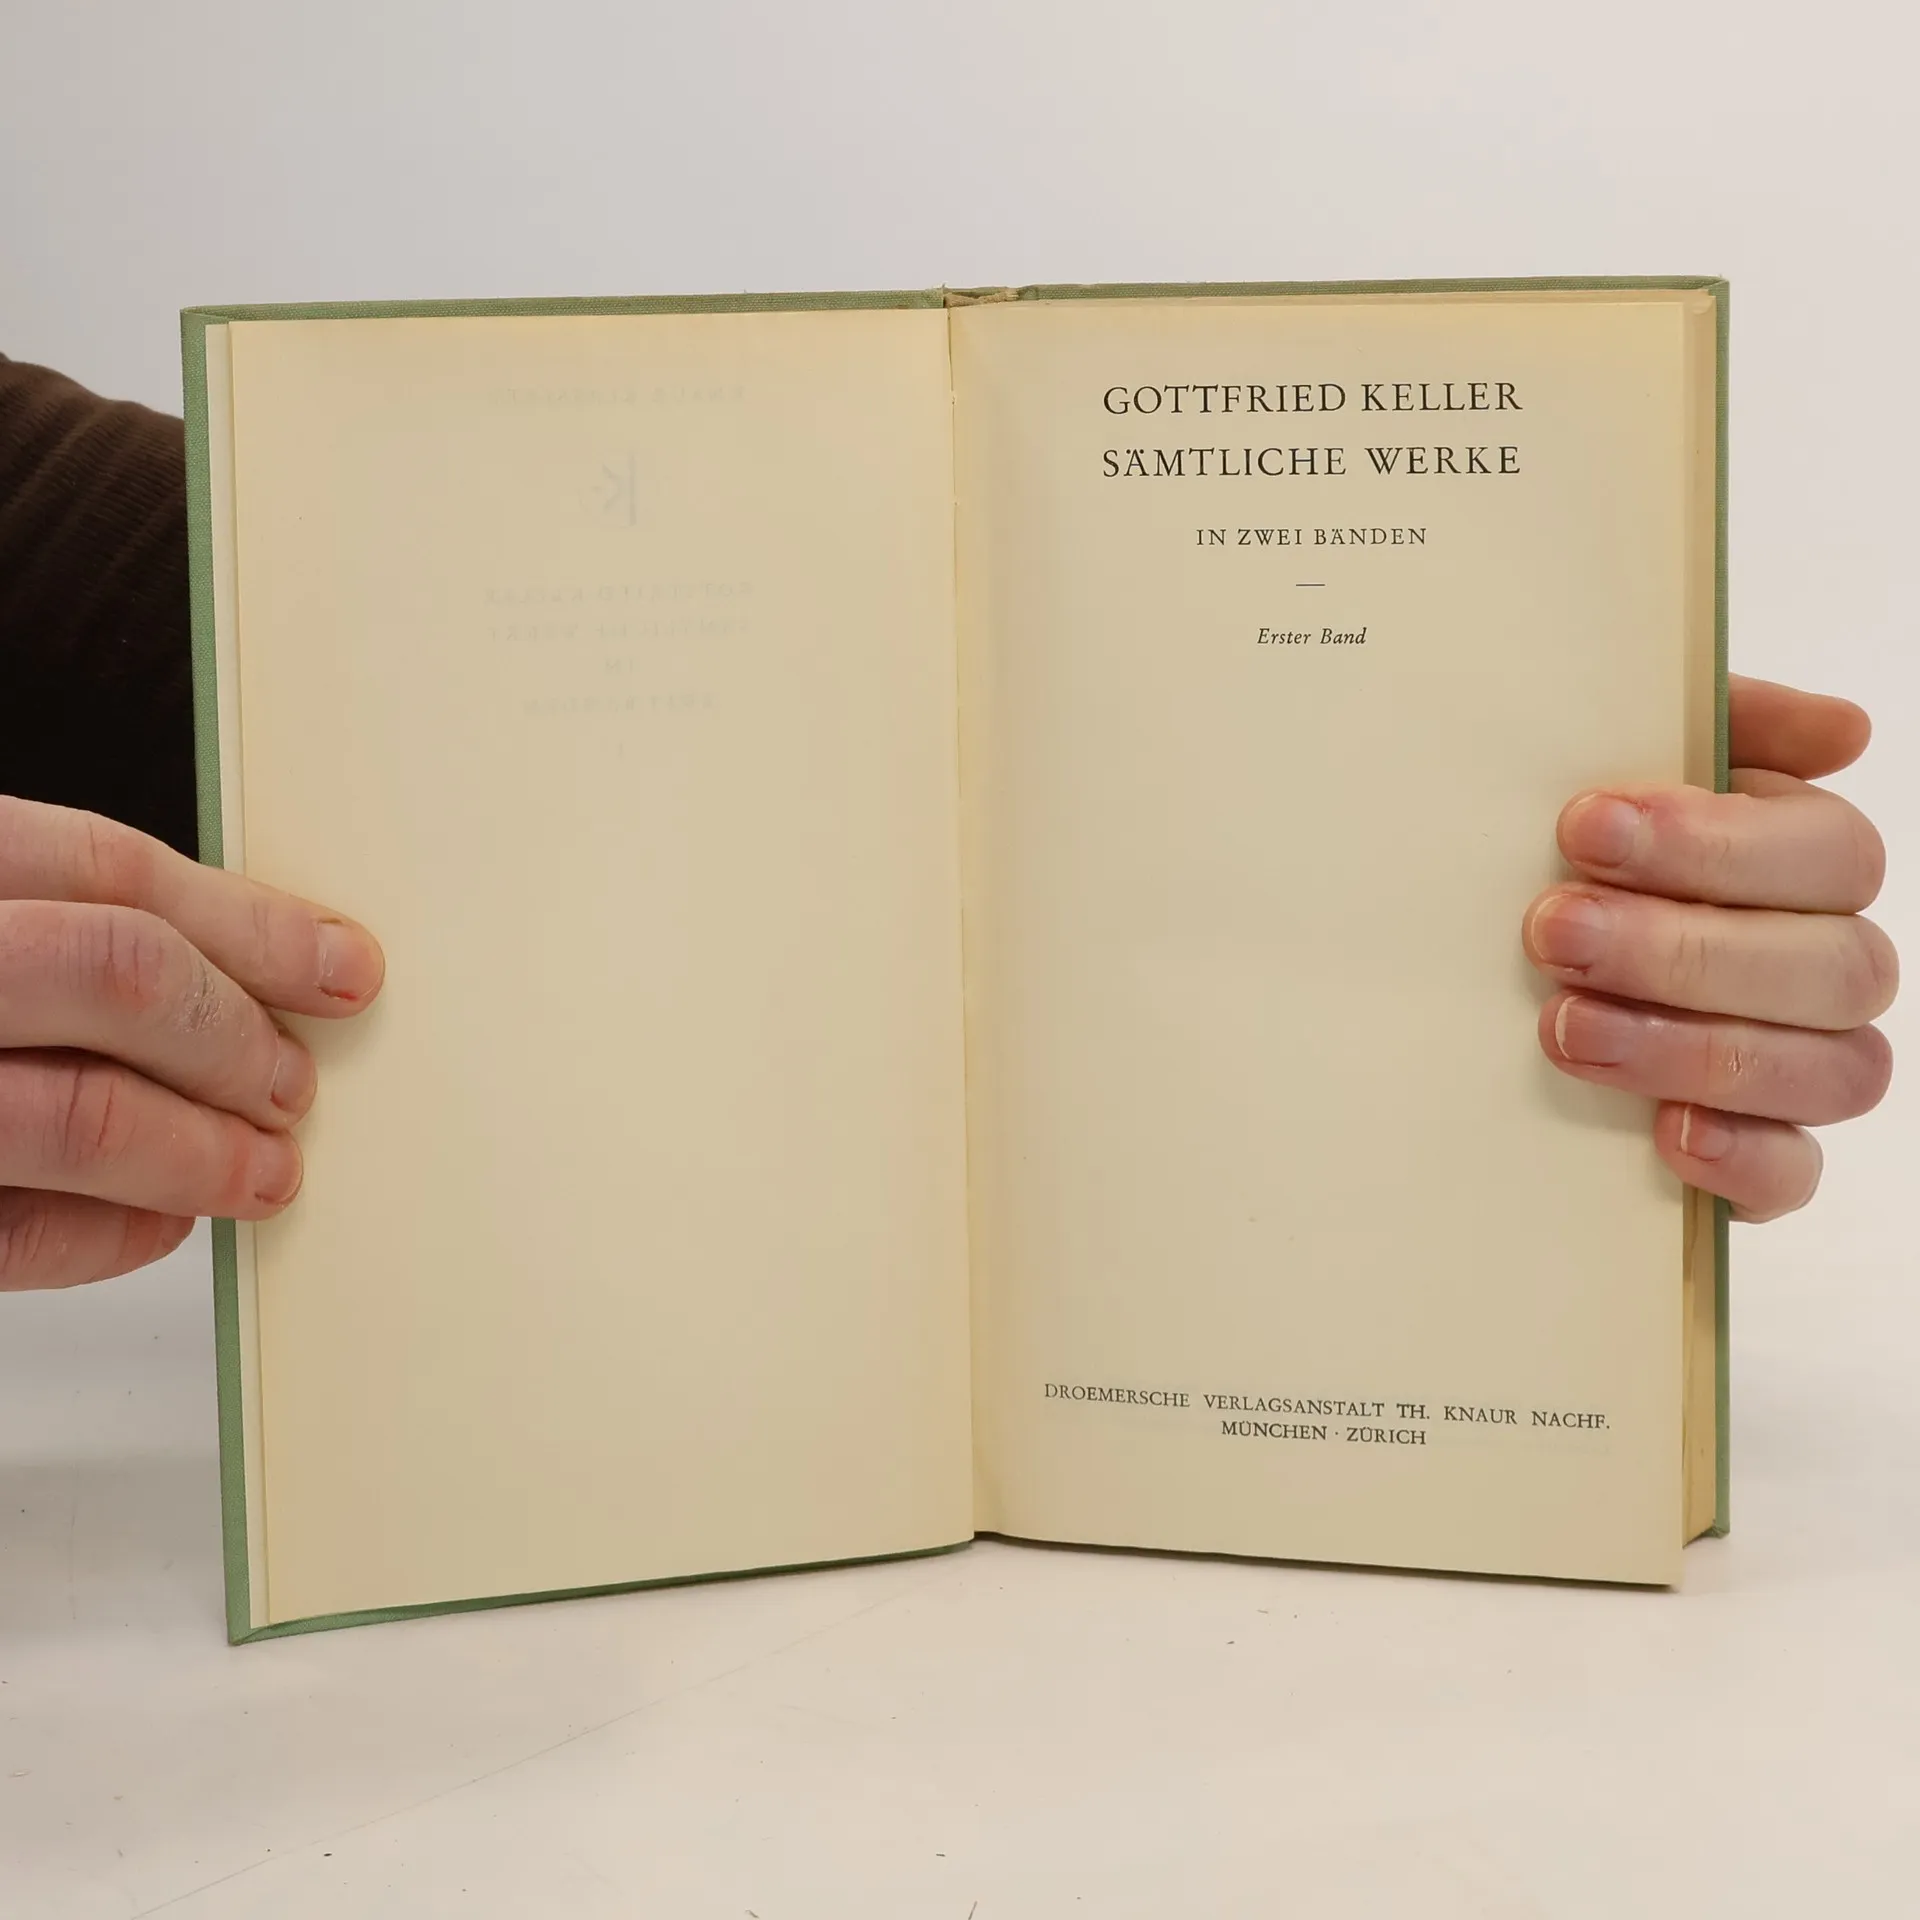 GOTTFRIED KELLER
SÄMTLICHE WERKE
IN ZWEI BÄNDEN
Erster Band
DROEMERSCHE VERLAGSANSTALT TH. KNAUR NACHF.
MÜNCHEN · ZÜRICH